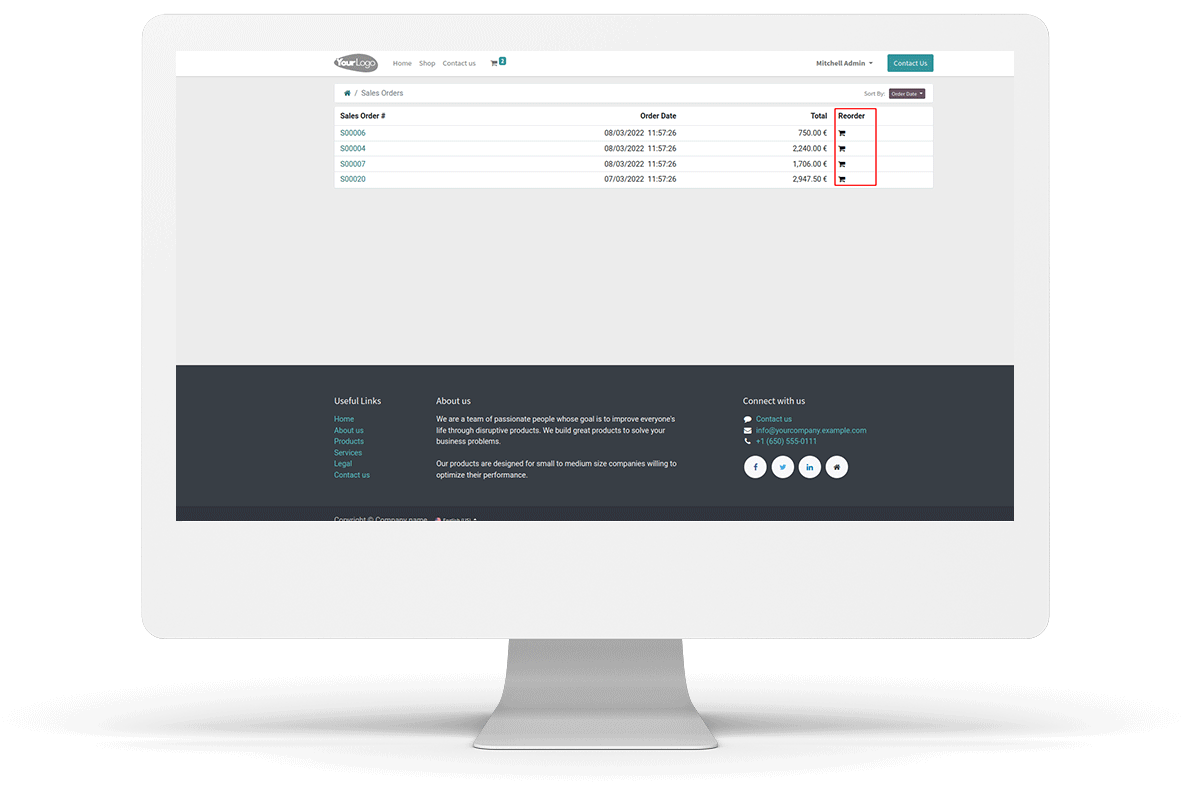 YourLogo Home Shop Contact us 2 Mitchell Admin Contact Us
/ Sales Orders Sort By: Order Date
Sales Order # Order Date Total Reorder
S00006 08/03/2022 11:57:26 750.00 €
S00004 08/03/2022 11:57:26 2,240.00 €
S00007 08/03/2022 11:57:26 1,706.00 €
S00020 07/03/2022 11:57:26 2,947.50 €
Useful Links
Home
About us
Products
Services
Legal
Contact us
About us
We are a team of passionate people whose goal is to improve everyone's
life through disruptive products. We build great products to solve your
business problems.
Our products are designed for small to medium size companies willing to
optimize their performance.
Connect with us
Contact us
info@yourcompany.example.com
+1 (650) 555-0111
Copyright © Company name English (US)